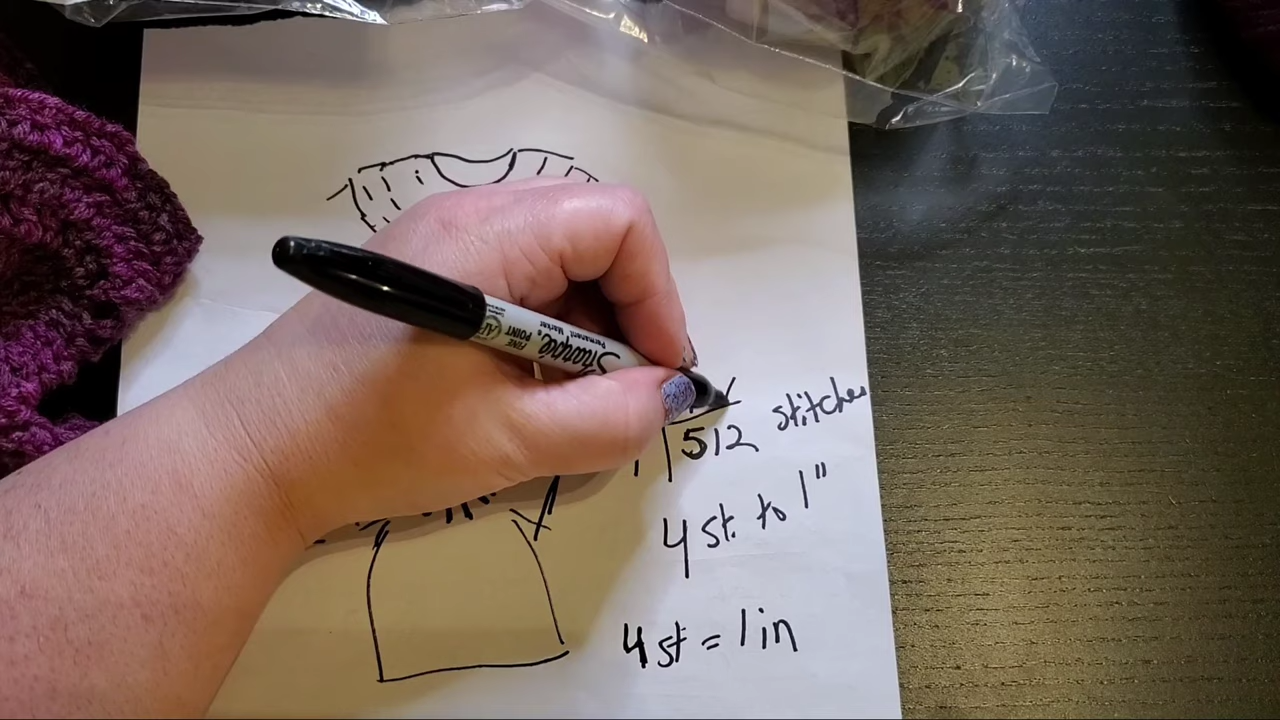 Sharpie.
FINE POINT
Permanent Marker
512 stitches
4 st. to 1"
4 st = 1 in